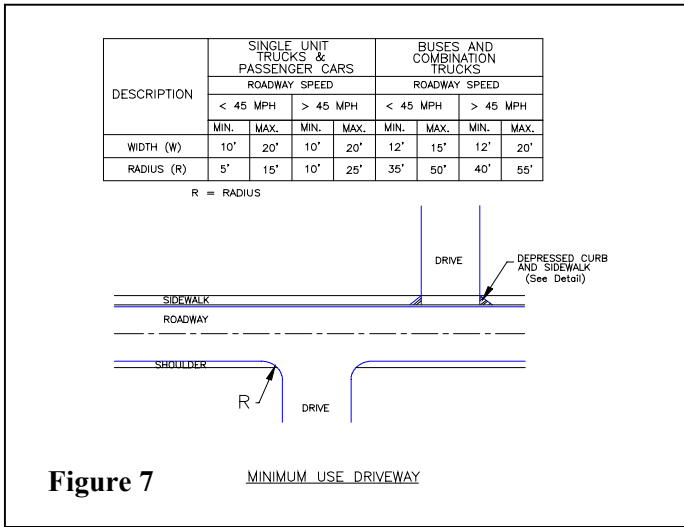 DESCRIPTION
SINGLE UNIT
TRUCKS &
PASSENGER CARS
BUSES AND
COMBINATION
TRUCKS
ROADWAY SPEED
ROADWAY SPEED
< 45 MPH > 45 MPH < 45 MPH > 45 MPH
MIN. MAX. MIN. MAX. MIN. MAX. MIN. MAX.
WIDTH (W) 10' 20' 10' 20' 12' 15' 12' 20'
RADIUS (R) 5' 15' 10' 25' 35' 50' 40' 55'
R = RADIUS
DRIVE
DEPRESSED CURB
AND SIDEWALK
(See Detail)
SIDEWALK
ROADWAY
SHOULDER
R
DRIVE
Figure 7
MINIMUM USE DRIVEWAY